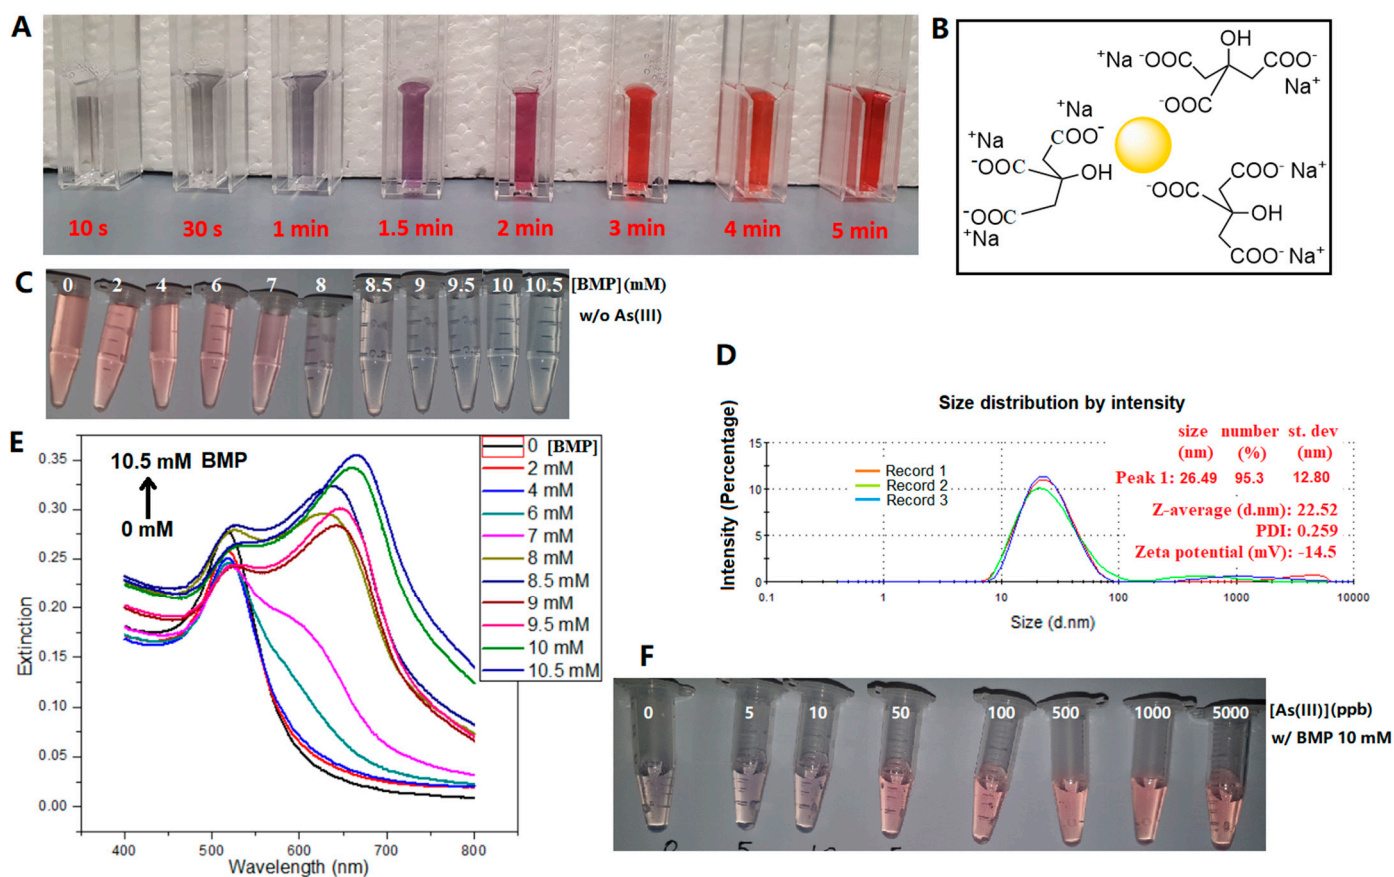 A
10 s
30 s
1 min
1.5 min
2 min
3 min
4 min
5 min
B
OH
⁺Na ⁻OOC
COO⁻
Na⁺
⁻OOC
⁺Na
COO⁻
⁺Na
⁻OOC
OH
⁻OOC
⁺Na
COO⁻ Na⁺
⁻OOC
OH
COO⁻ Na⁺
C
0 2 4 6 7 8 8.5 9 9.5 10 10.5 [BMP] (mM)
w/o As(III)
D
Size distribution by intensity
Intensity (Percentage)
15
10
5
0
0.1 1 10 100 1000 10000
Size (d.nm)
Record 1
Record 2
Record 3
size number st. dev
(nm) (%) (nm)
Peak 1: 26.49 95.3 12.80
Z-average (d.nm): 22.52
PDI: 0.259
Zeta potential (mV): -14.5
E
10.5 mM BMP
0 mM
Extinction
0.35
0.30
0.25
0.20
0.15
0.10
0.05
0.00
400 500 600 700 800
Wavelength (nm)
0 [BMP]
2 mM
4 mM
6 mM
7 mM
8 mM
8.5 mM
9 mM
9.5 mM
10 mM
10.5 mM
F
0 5 10 50 100 500 1000 5000 [As(III)](ppb)
w/ BMP 10 mM